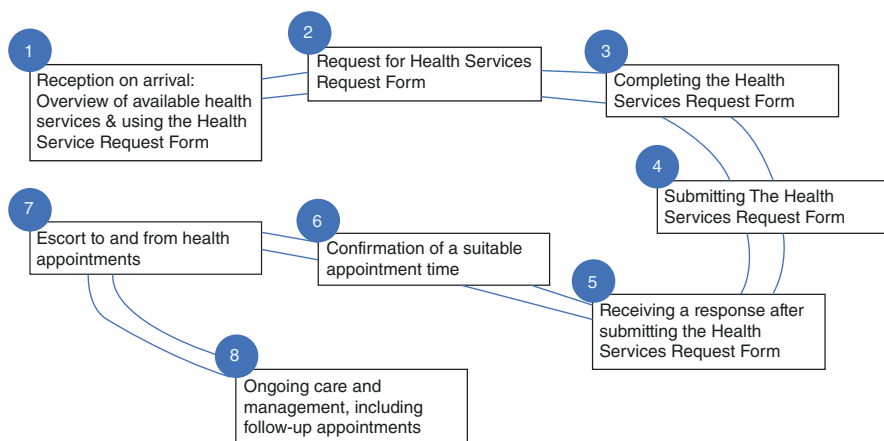 1
Reception on arrival:
Overview of available health
services & using the Health
Service Request Form
2
Request for Health Services
Request Form
3
Completing the Health
Services Request Form
4
Submitting The Health
Services Request Form
5
Receiving a response after
submitting the Health
Services Request Form
6
Confirmation of a suitable
appointment time
7
Escort to and from health
appointments
8
Ongoing care and
management, including
follow-up appointments